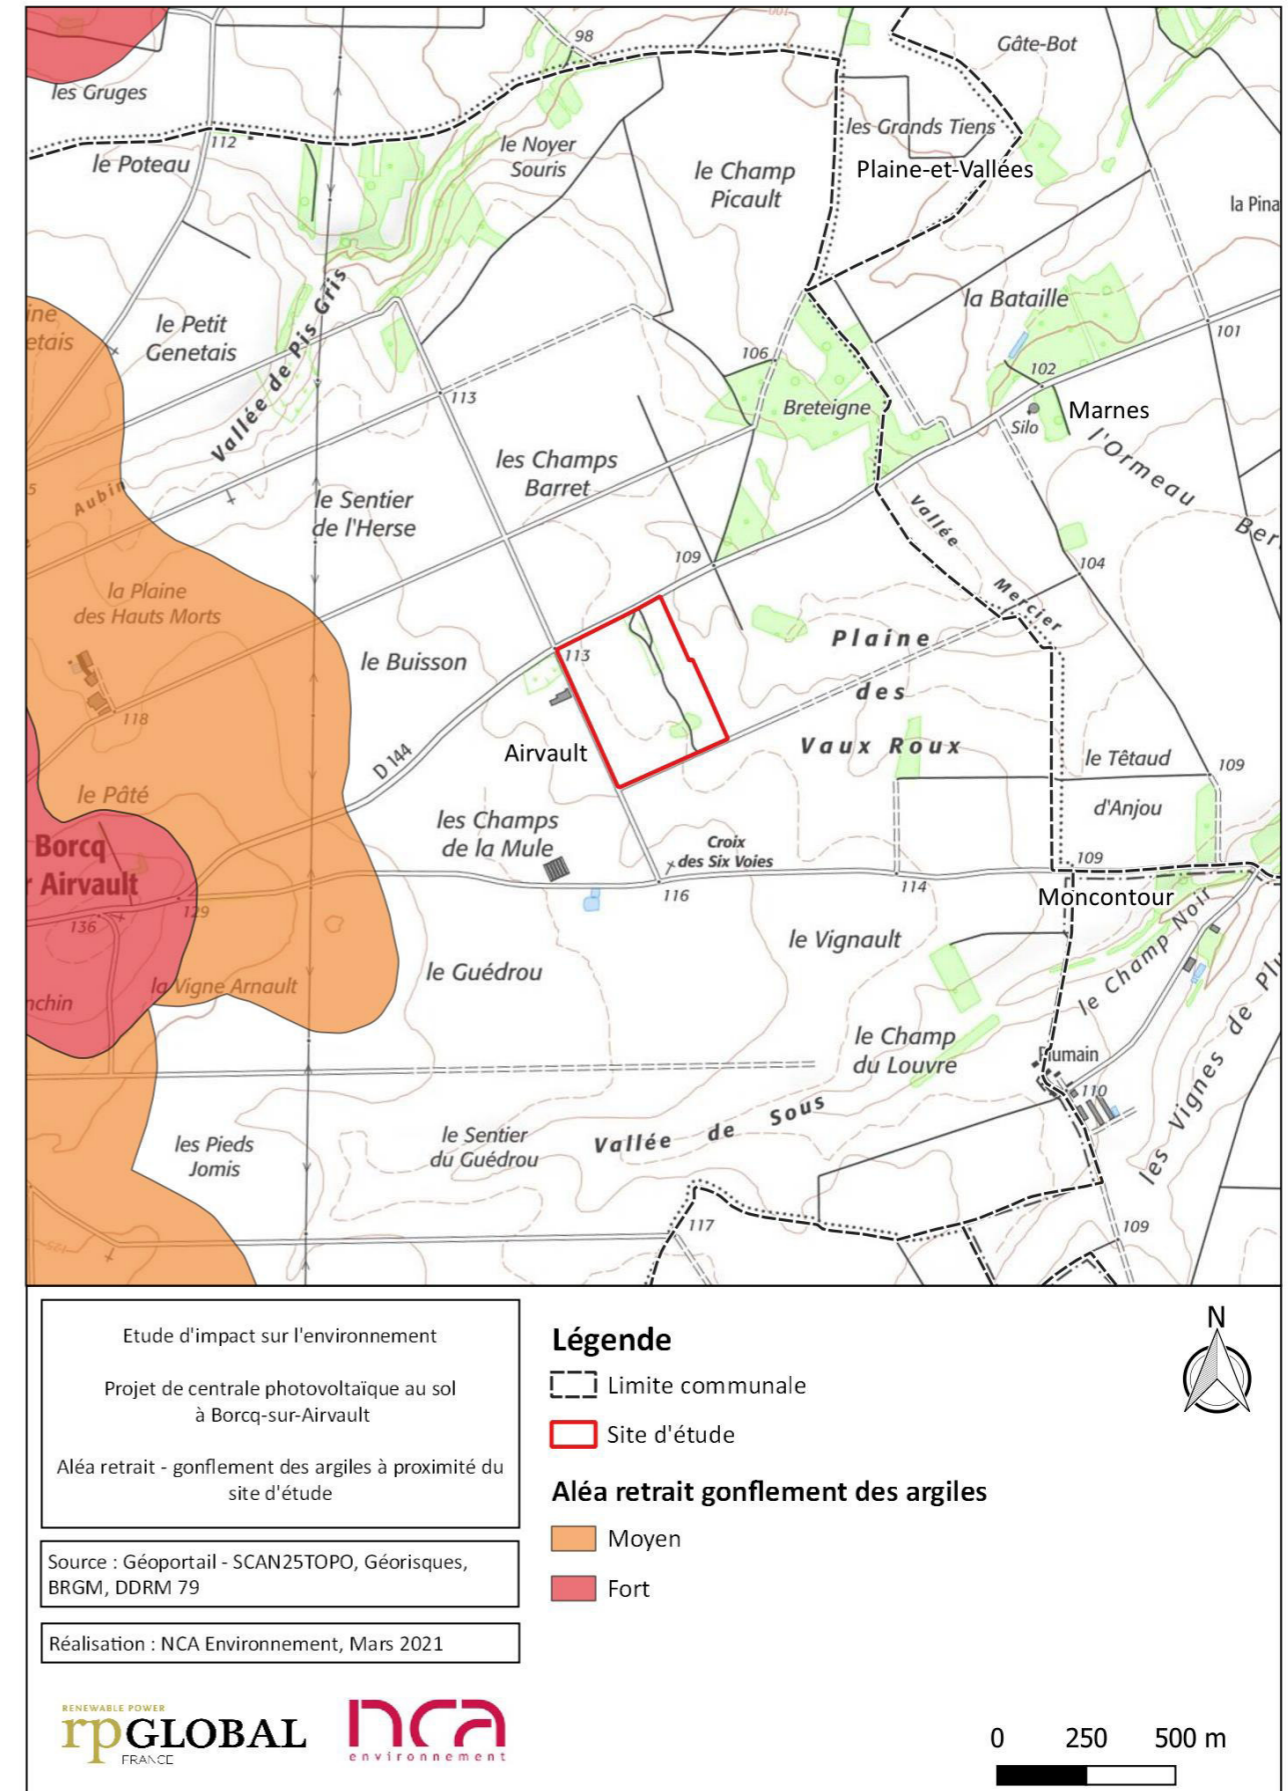 98
Gâte-Bot
les Gruges
112
le Poteau
le Noyer
Souris
le Champ
Picault
les Grands Tiens
Plaine-et-Vallées
la Pina
la Bataille
101
le Petit
Genetais
Vallée de Pis Gris
106
102
113
Breteigne
Silo
Marnes
l'Ormeau
Ber
les Champs
Barret
Aubin
le Sentier
de l'Herse
Vallée
Mercier
109
104
la Plaine
des Hauts Morts
le Buisson
113
Plaine
des
Vaux Roux
118
D 144
Airvault
le Têtaud
109
d'Anjou
le Pâté
les Champs
de la Mule
Croix
des Six Voies
Borcq
r Airvault
109
129
116
114
Moncontour
136
le Vignault
le Champ Noir
la Vigne Arnault
le Guédrou
nchin
le Champ
du Louvre
Plumain
110
les Vignes de Plu
les Pieds
Jomis
le Sentier
du Guédrou
Vallée de Sous
117
109
Etude d'impact sur l'environnement
Projet de centrale photovoltaïque au sol
à Borcq-sur-Airvault
Aléa retrait - gonflement des argiles à proximité du
site d'étude
Source : Géoportail - SCAN25TOPO, Géorisques,
BRGM, DDRM 79
Réalisation : NCA Environnement, Mars 2021
RENEWABLE POWER
rpGLOBAL
FRANCE
nca
environnement
Légende
Limite communale
Site d'étude
Aléa retrait gonflement des argiles
Moyen
Fort
N
0 250 500 m